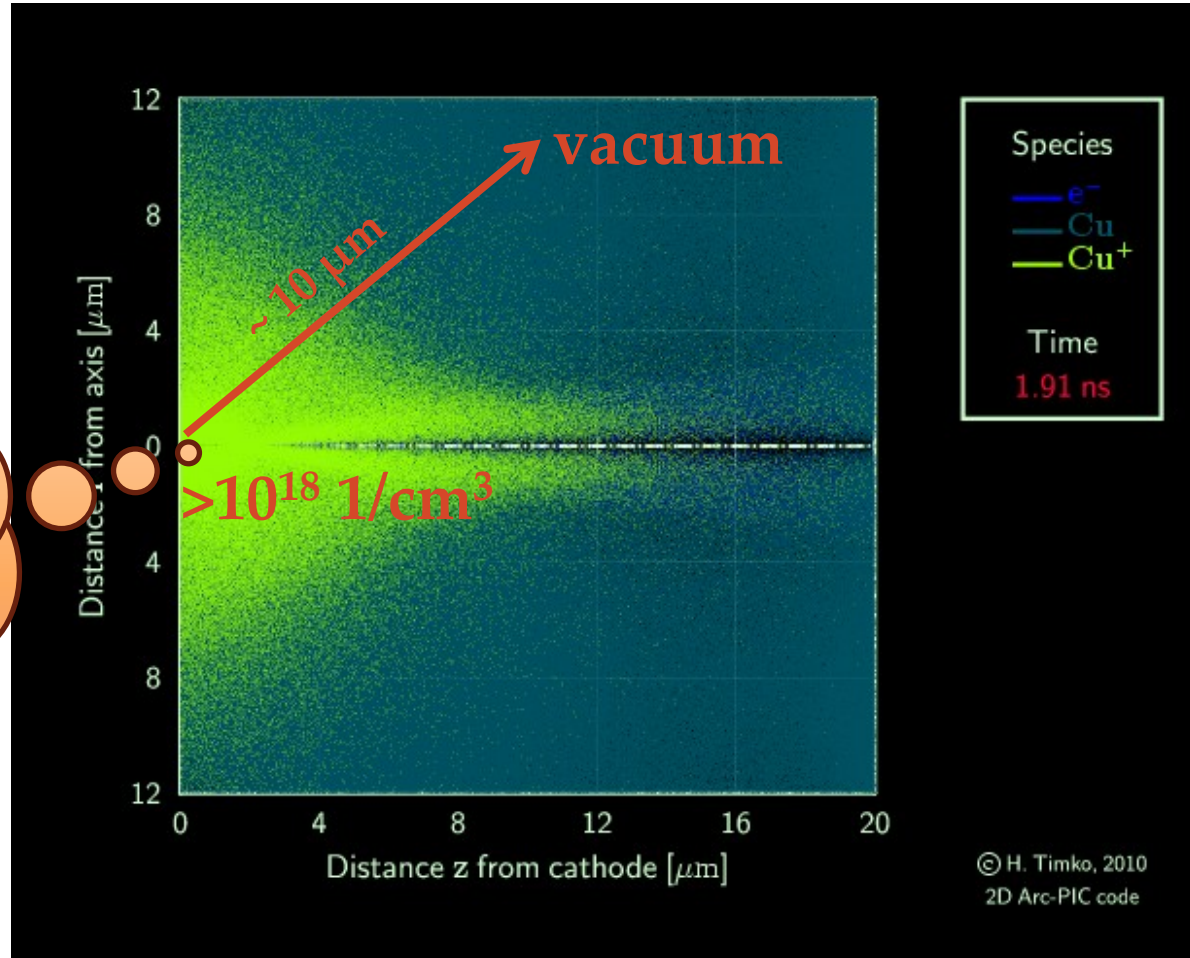 12
8
4
0
4
8
12
Distance r from axis [μm]
~ 10 μm
vacuum
>10¹⁸ 1/cm³
0 4 8 12 16 20
Distance z from cathode [μm]
Species
e⁻
Cu
Cu⁺
Time
1.91 ns
© H. Timko, 2010
2D Arc-PIC code